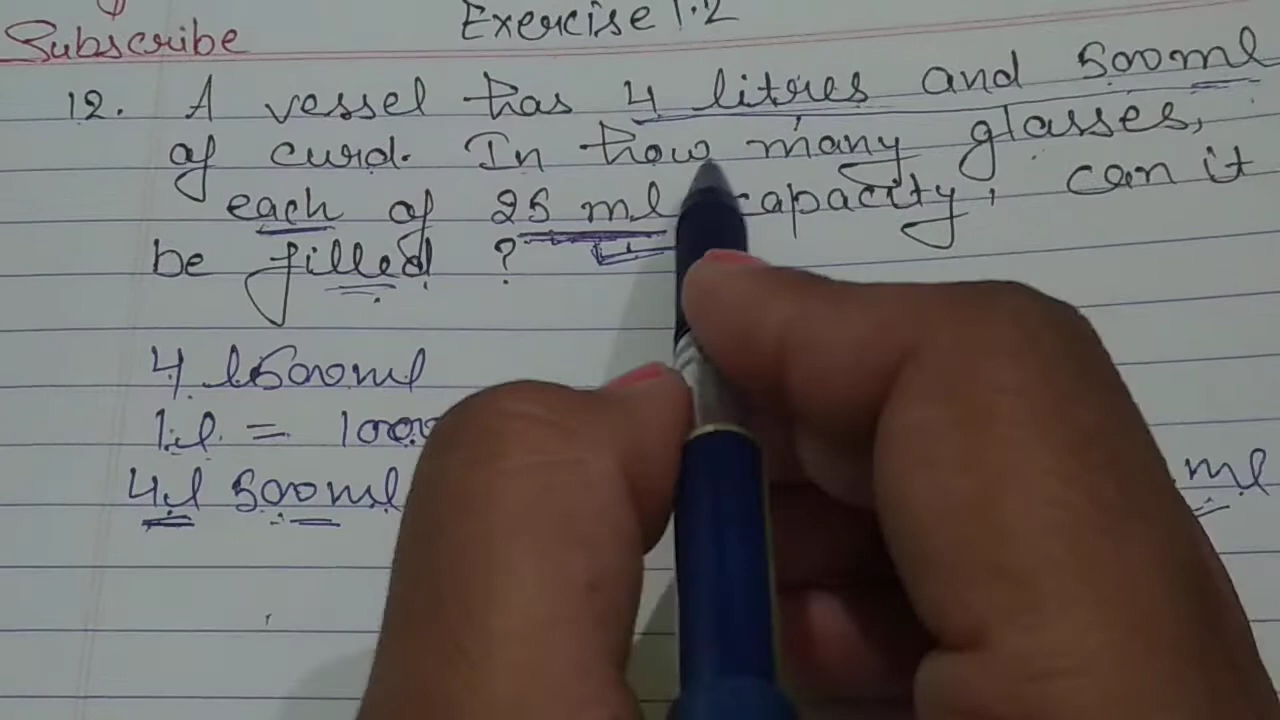 Exercise 1.2
Subscribe
12. A vessel has 4 litres and 500ml
of curd. In how many glasses,
each of 25 ml capacity, can it
be filled ?
4 l 500ml
1 l = 1000
4 l 500ml ml